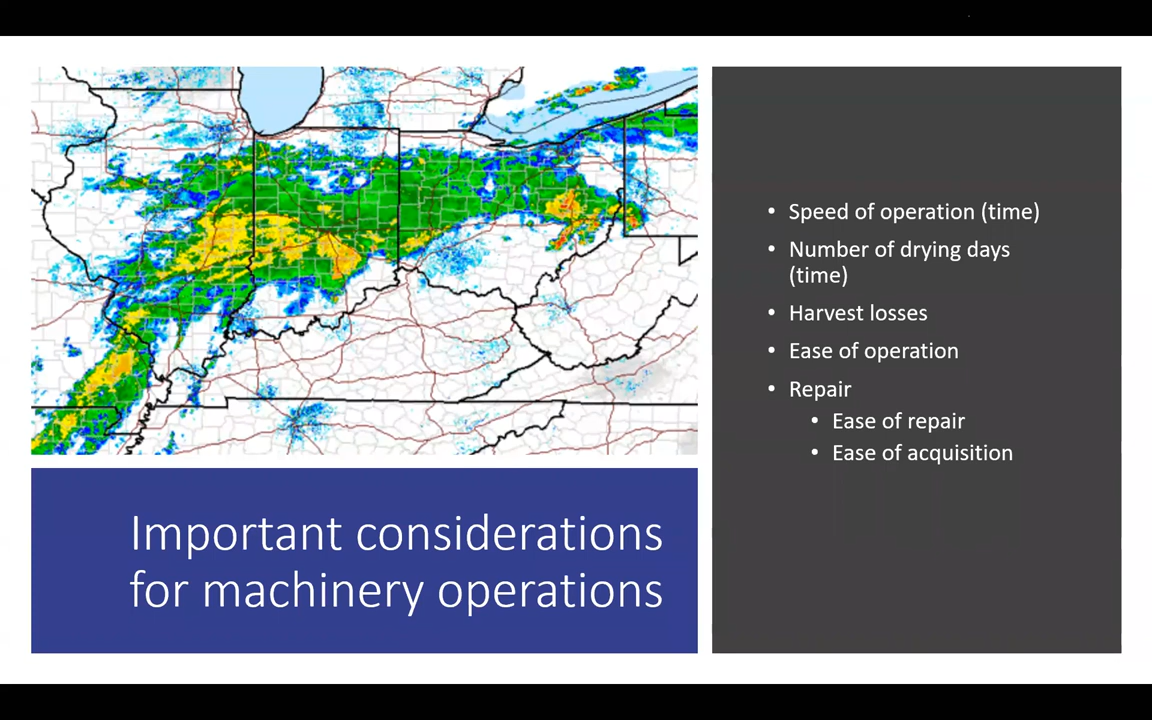 Speed of operation (time)
Number of drying days
(time)
Harvest losses
Ease of operation
Repair
Ease of repair
Ease of acquisition
Important considerations
for machinery operations